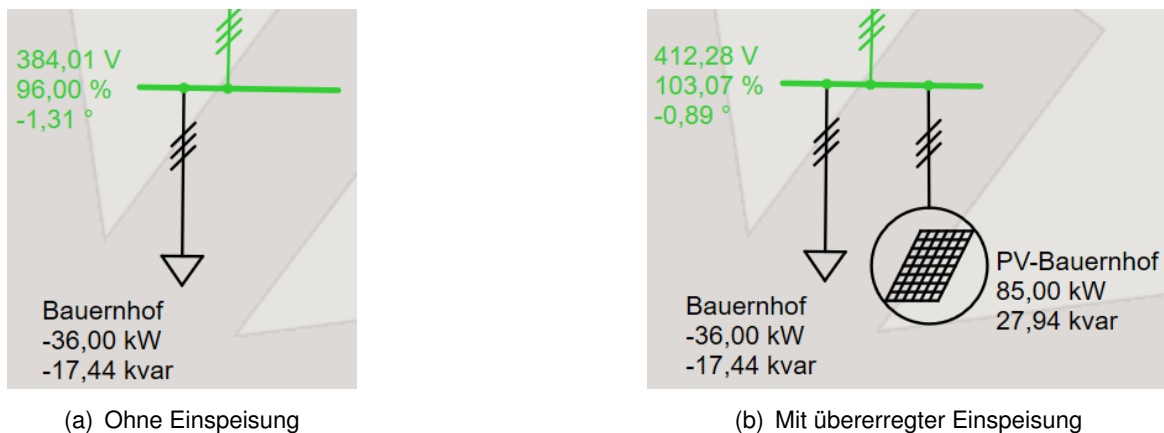 384,01 V
96,00 %
-1,31 °
Bauernhof
-36,00 kW
-17,44 kvar
(a) Ohne Einspeisung
412,28 V
103,07 %
-0,89 °
Bauernhof
-36,00 kW
-17,44 kvar
PV-Bauernhof
85,00 kW
27,94 kvar
(b) Mit übererregter Einspeisung